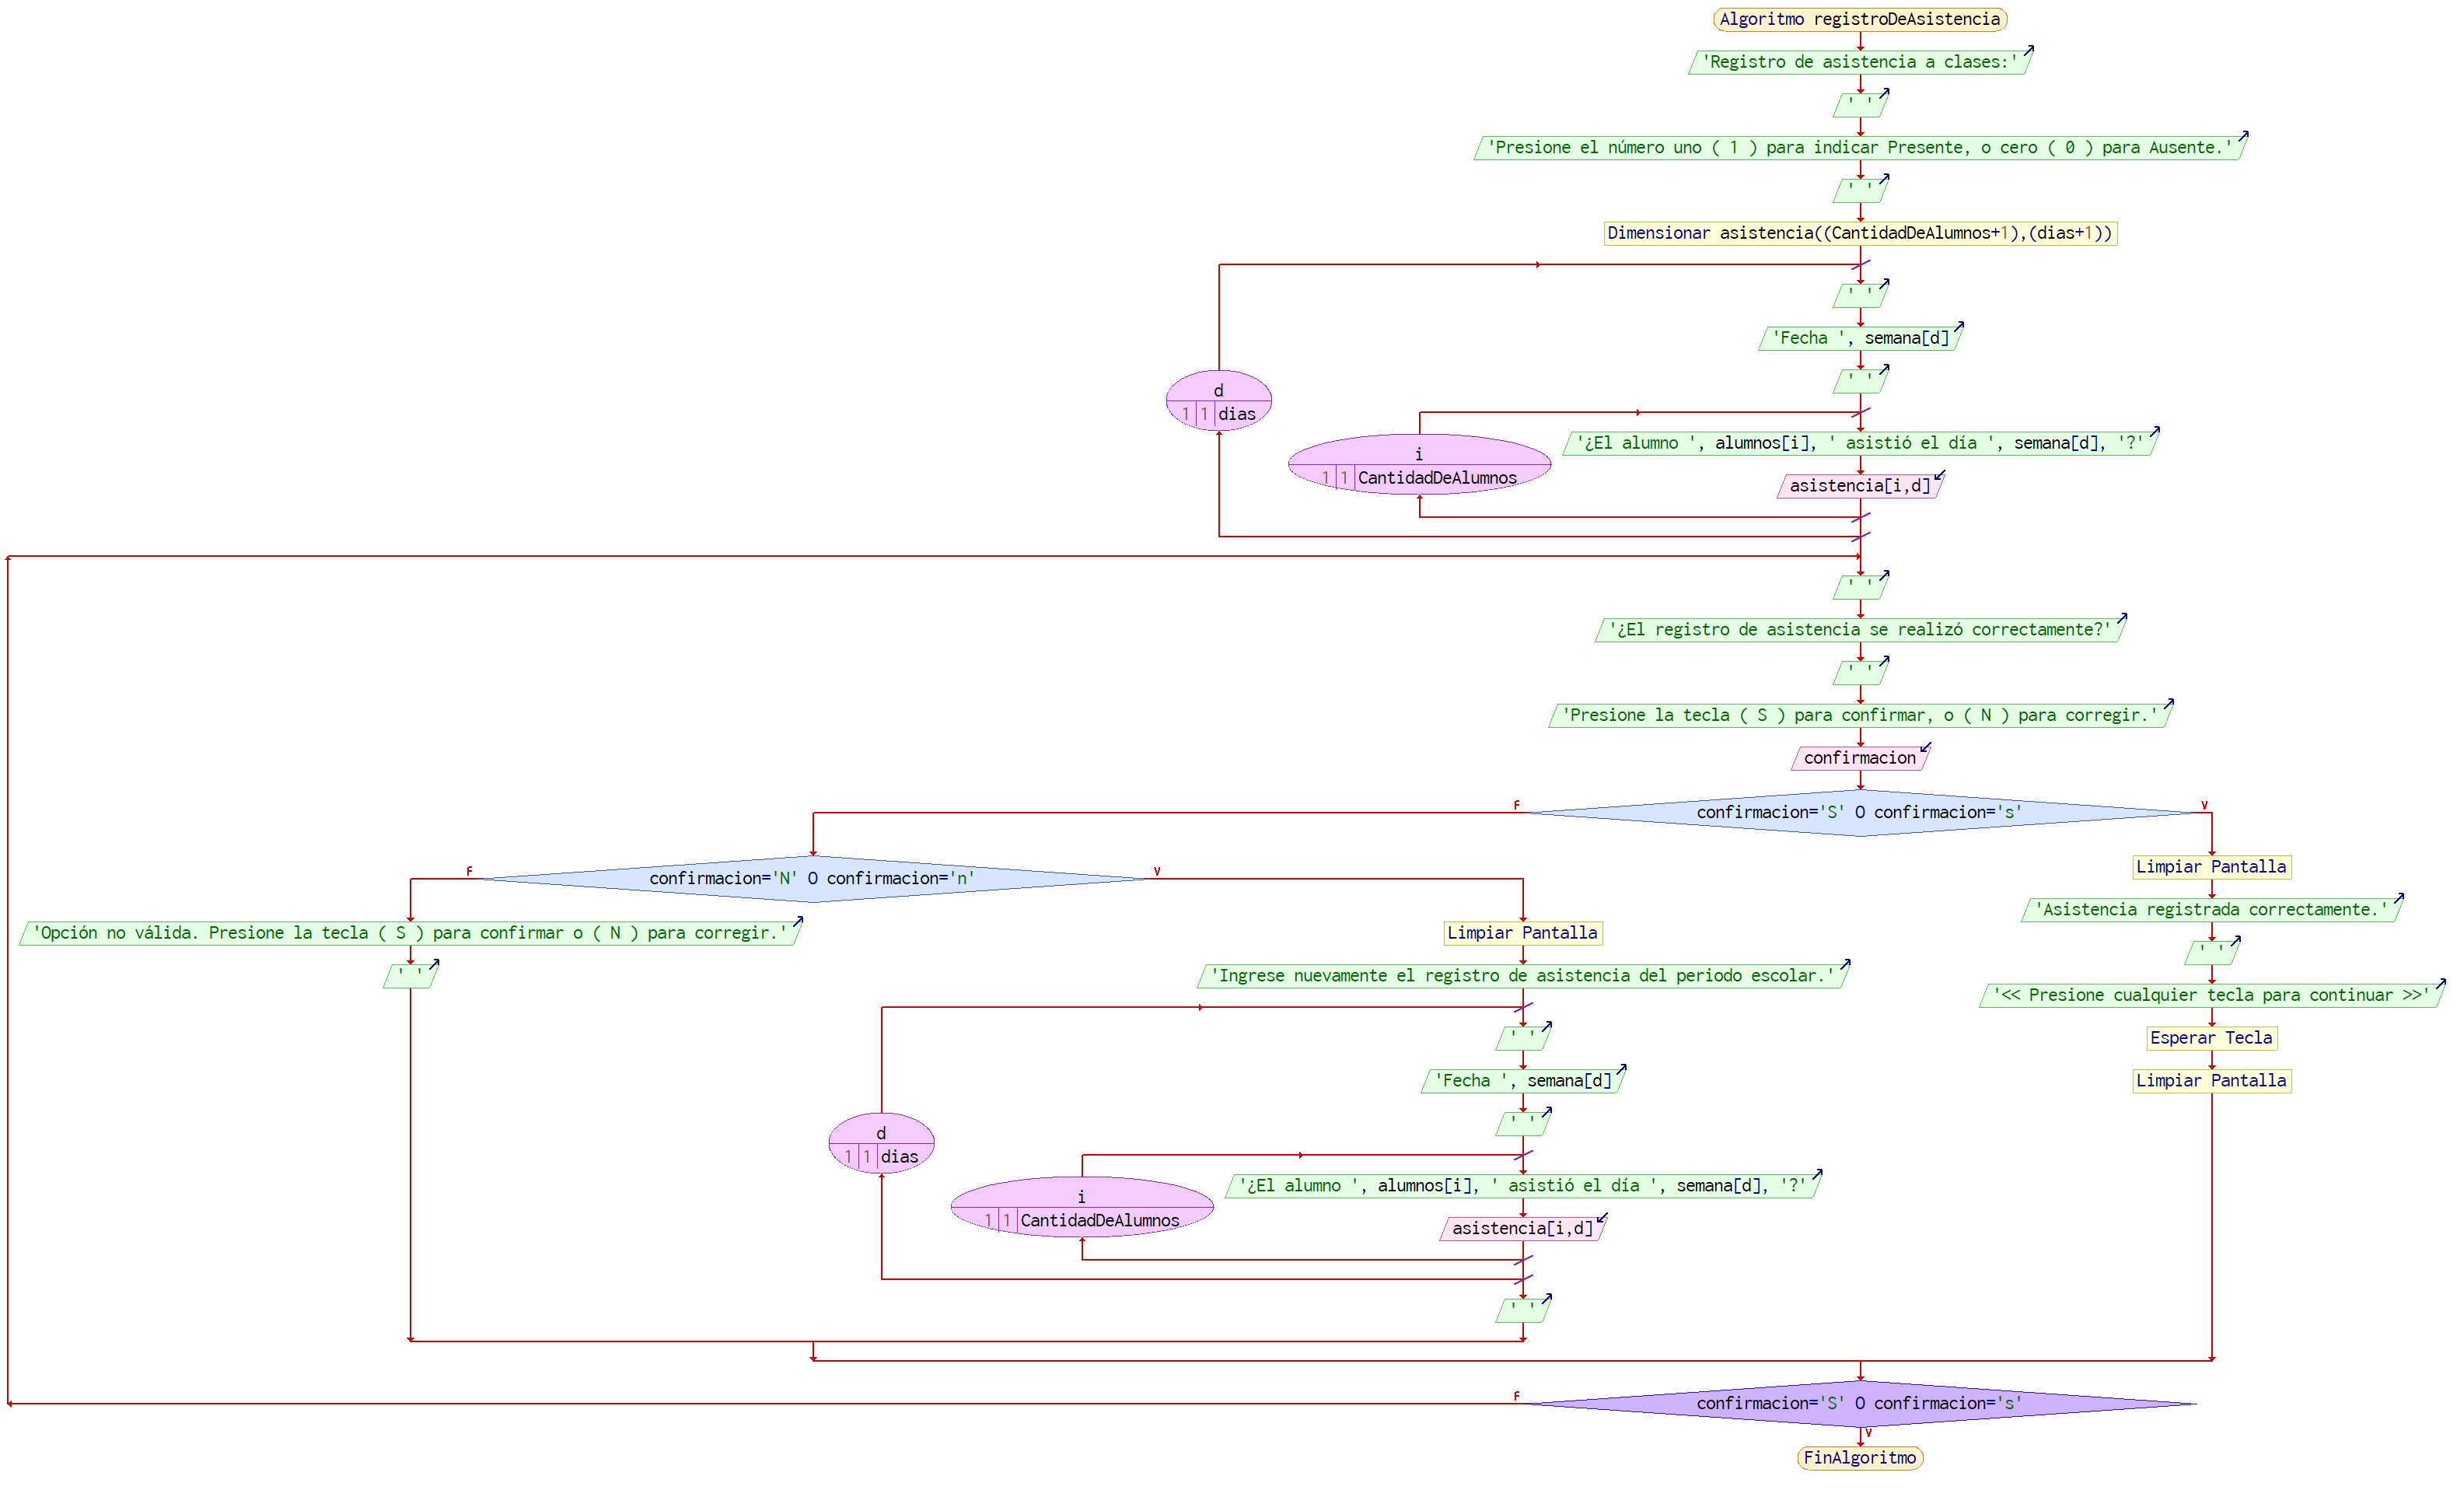 Algoritmo registroDeAsistencia
'Registro de asistencia a clases:'
' '
'Presione el número uno ( 1 ) para indicar Presente, o cero ( 0 ) para Ausente.'
' '
Dimensionar asistencia((CantidadDeAlumnos+1),(dias+1))
' '
'Fecha ', semana[d]
' '
d
1 1 dias
i
1 1 CantidadDeAlumnos
'¿El alumno ', alumnos[i], ' asistió el día ', semana[d], '?'
asistencia[i,d]
' '
'¿El registro de asistencia se realizó correctamente?'
' '
'Presione la tecla ( S ) para confirmar, o ( N ) para corregir.'
confirmacion
confirmacion='S' O confirmacion='s'
F
V
confirmacion='N' O confirmacion='n'
F
V
'Opción no válida. Presione la tecla ( S ) para confirmar o ( N ) para corregir.'
' '
Limpiar Pantalla
'Ingrese nuevamente el registro de asistencia del periodo escolar.'
' '
'Fecha ', semana[d]
' '
d
1 1 dias
i
1 1 CantidadDeAlumnos
'¿El alumno ', alumnos[i], ' asistió el día ', semana[d], '?'
asistencia[i,d]
' '
Limpiar Pantalla
'Asistencia registrada correctamente.'
' '
'<< Presione cualquier tecla para continuar >>'
Esperar Tecla
Limpiar Pantalla
confirmacion='S' O confirmacion='s'
F
V
FinAlgoritmo